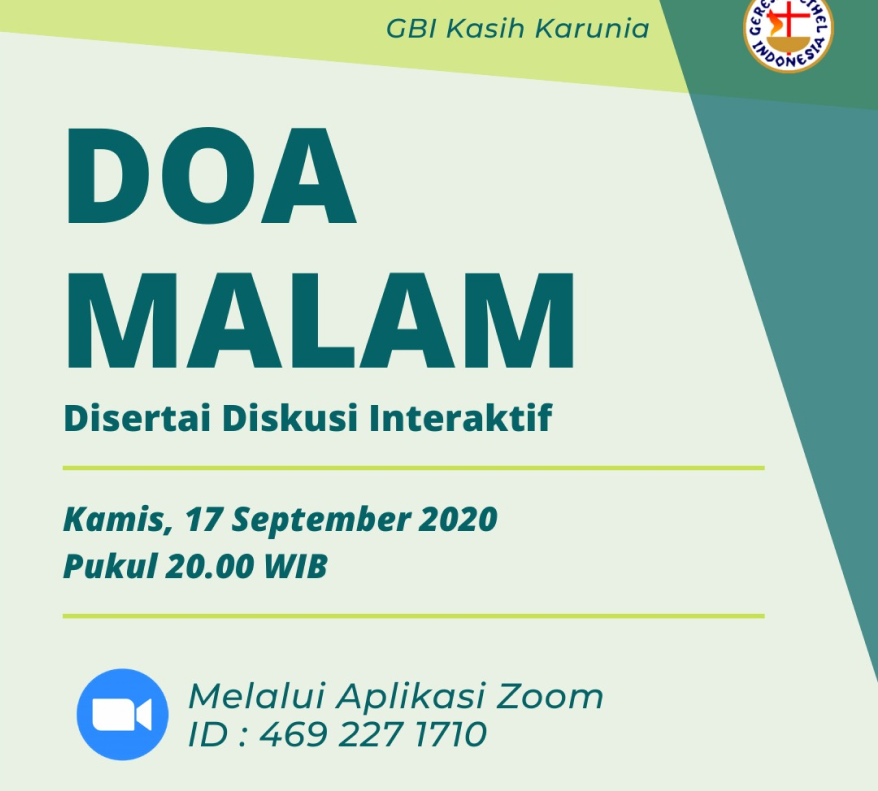 GBI Kasih Karunia
INDONESIA
DOA
MALAM
Disertai Diskusi Interaktif
Kamis, 17 September 2020
Pukul 20.00 WIB
Melalui Aplikasi Zoom
ID : 469 227 1710